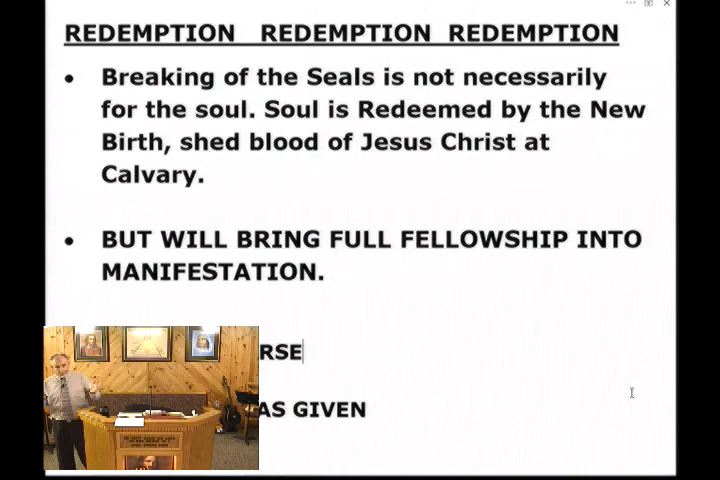 REDEMPTION REDEMPTION REDEMPTION
• Breaking of the Seals is not necessarily
for the soul. Soul is Redeemed by the New
Birth, shed blood of Jesus Christ at
Calvary.
• BUT WILL BRING FULL FELLOWSHIP INTO
MANIFESTATION.
RSE
AS GIVEN